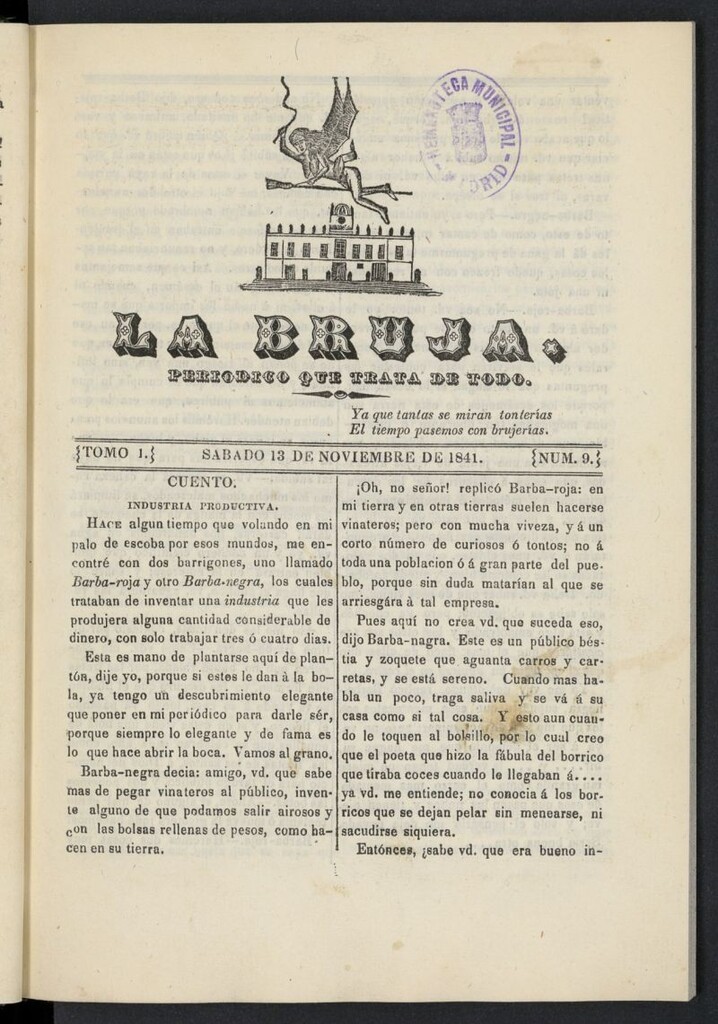 HEMEROTECA MUNICIPAL
MADRID
LA BRUJA.
PERIODICO QUE TRATA DE TODO.
Ya que tantas se miran tonterías
El tiempo pasemos con brujerías.
{TOMO 1.} SABADO 13 DE NOVIEMBRE DE 1841. {NUM. 9.}
CUENTO.
INDUSTRIA PRODUCTIVA.
HACE algun tiempo que volando en mi
palo de escoba por esos mundos, me en-
contré con dos barrigones, uno llamado
Barba-roja y otro Barba-negra, los cuales
trataban de inventar una industria que les
produjera alguna cantidad considerable de
dinero, con solo trabajar tres ó cuatro dias.
Esta es mano de plantarse aquí de plan-
tón, dije yo, porque si estos le dan à la bo-
la, ya tengo un descubrimiento elegante
que poner en mi periódico para darle sér,
porque siempre lo elegante y de fama es
lo que hace abrir la boca. Vamos al grano.
Barba-negra decia: amigo, vd. que sabe
mas de pegar vinateros al público, inven-
te alguno de que podamos salir airosos y
con las bolsas rellenas de pesos, como ha-
cen en su tierra.
¡Oh, no señor! replicó Barba-roja: en
mi tierra y en otras tierras suelen hacerse
vinateros; pero con mucha viveza, y á un
corto número de curiosos ó tontos; no á
toda una poblacion ó á gran parte del pue-
blo, porque sin duda matarían al que se
arriesgára à tal empresa.
Pues aquí no crea vd. que suceda eso,
dijo Barba-nagra. Este es un público bés-
tia y zoquete que aguanta carros y car-
retas, y se está sereno. Cuando mas ha-
bla un poco, traga saliva y se vá á su
casa como si tal cosa. Y esto aun cuan-
do le toquen al bolsillo, por lo cual creo
que el poeta que hizo la fábula del borrico
que tiraba coces cuando le llegaban á....
ya vd. me entiende; no conocia á los bor-
ricos que se dejan pelar sin menearse, ni
sacudirse siquiera.
Entónces, ¿sabe vd. que era bueno in-